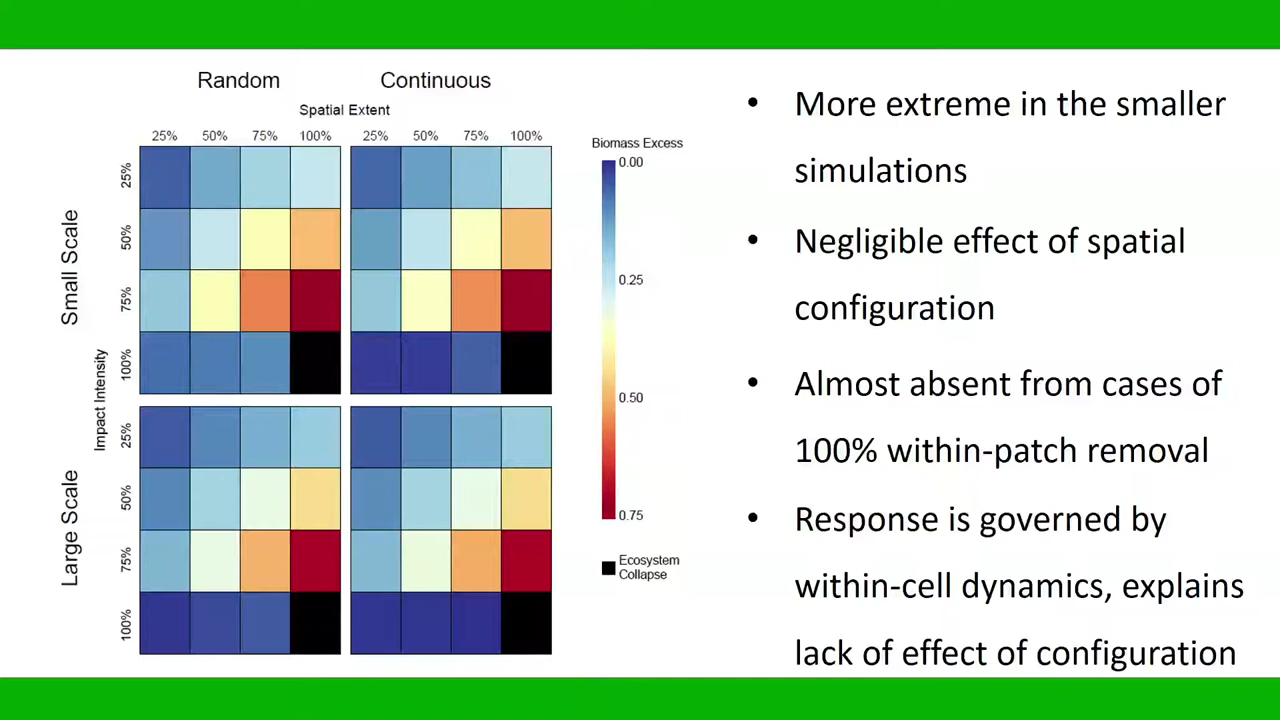 Random Continuous
Spatial Extent
25% 50% 75% 100% 25% 50% 75% 100%
Small Scale
25%
50%
75%
100%
Impact Intensity
Large Scale
25%
50%
75%
100%
Biomass Excess
0.00
0.25
0.50
0.75
Ecosystem
Collapse
• More extreme in the smaller
simulations
• Negligible effect of spatial
configuration
• Almost absent from cases of
100% within-patch removal
• Response is governed by
within-cell dynamics, explains
lack of effect of configuration